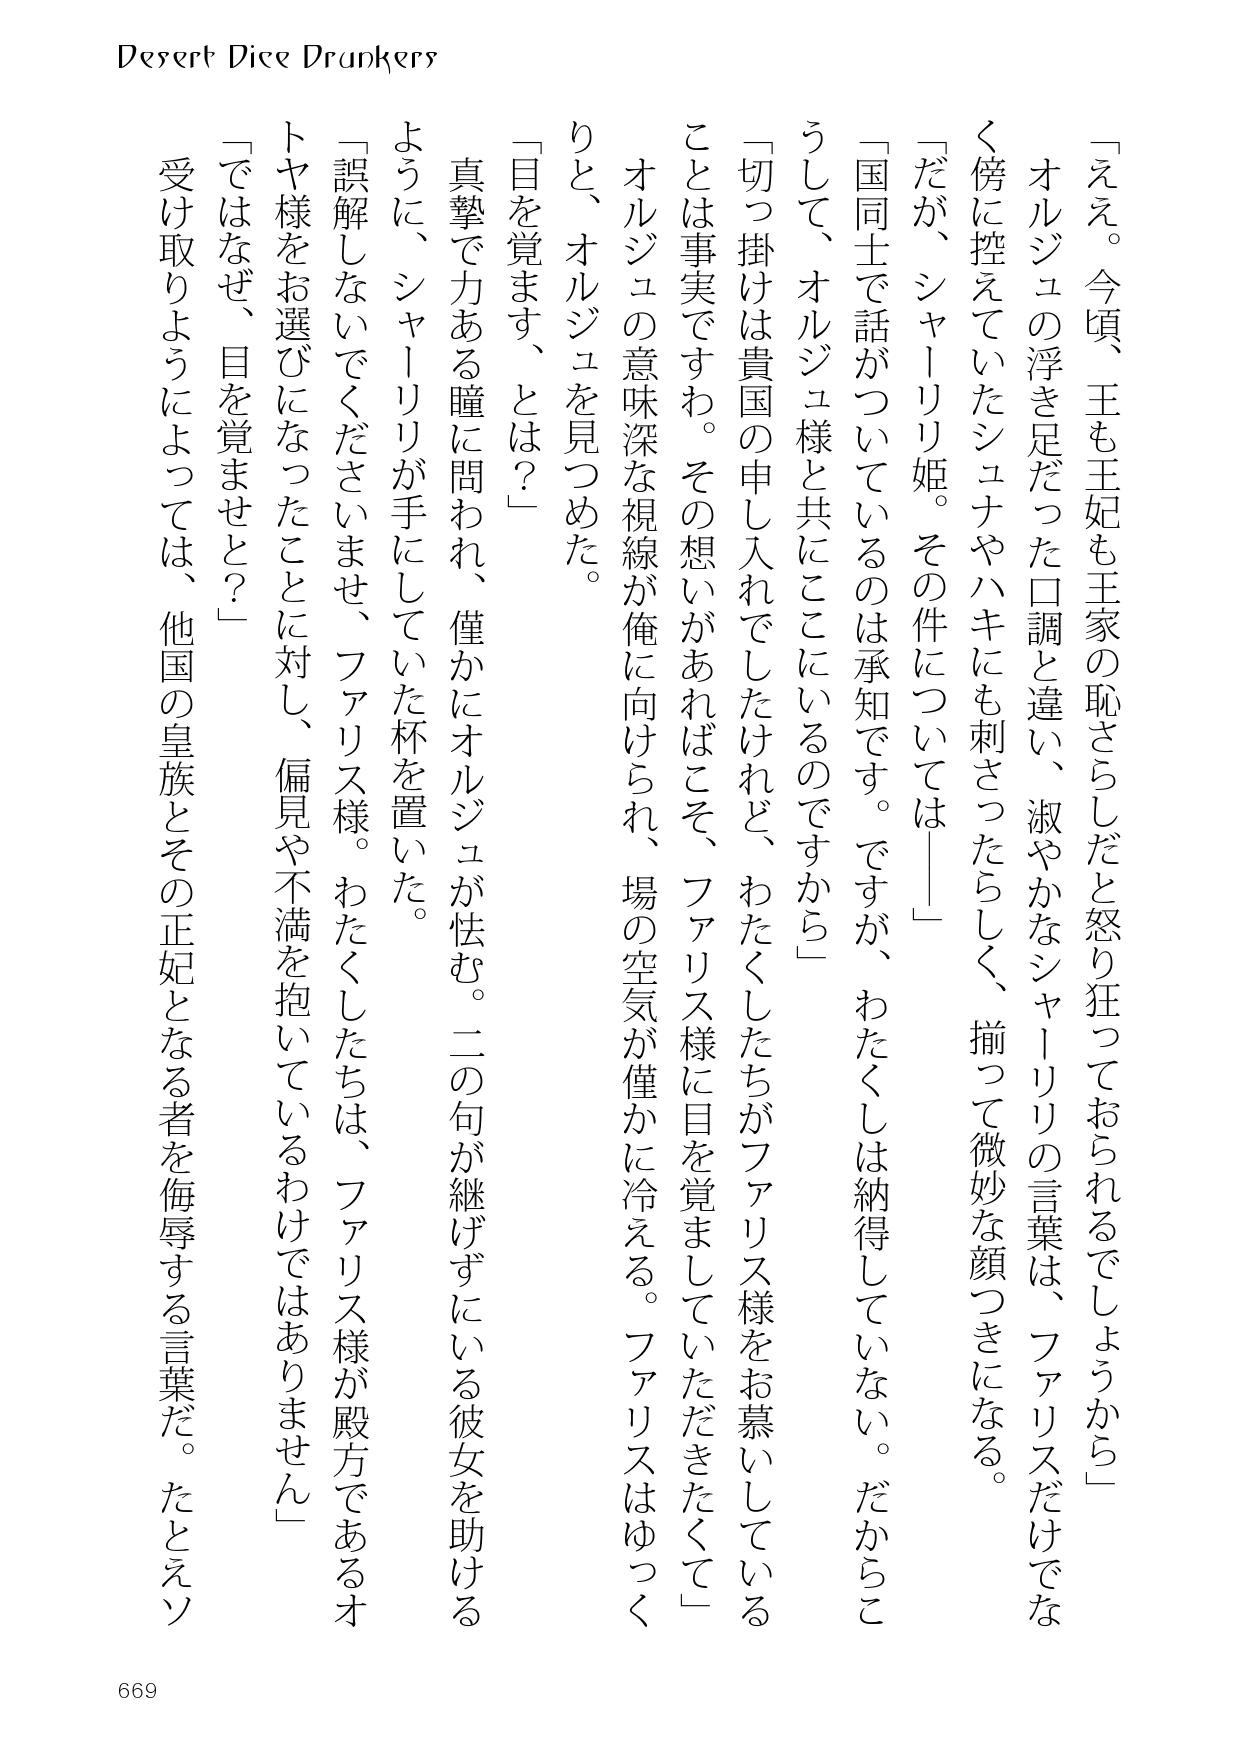 Desert Dice Drunkers
「ええ。今頃、王も王妃も王家の恥さらしだと怒り狂っておられるでしょうから」
　オルジュの浮き足だった口調と違い、淑やかなシャーリリの言葉は、ファリスだけでな
く傍に控えていたシュナやハキにも刺さったらしく、揃って微妙な顔つきになる。
「だが、シャーリリ姫。その件については――」
「国同士で話がついているのは承知です。ですが、わたくしは納得していない。だからこ
うして、オルジュ様と共にここにいるのですから」
「切っ掛けは貴国の申し入れでしたけれど、わたくしたちがファリス様をお慕いしている
ことは事実ですわ。その想いがあればこそ、ファリス様に目を覚ましていただきたくて」
　オルジュの意味深な視線が俺に向けられ、場の空気が僅かに冷える。ファリスはゆっく
りと、オルジュを見つめた。
「目を覚ます、とは？」
　真摯で力ある瞳に問われ、僅かにオルジュが怯む。二の句が継げずにいる彼女を助ける
ように、シャーリリが手にしていた杯を置いた。
「誤解しないでくださいませ、ファリス様。わたくしたちは、ファリス様が殿方であるオ
トヤ様をお選びになったことに対し、偏見や不満を抱いているわけではありません」
「ではなぜ、目を覚ませと？」
　受け取りようによっては、他国の皇族とその正妃となる者を侮辱する言葉だ。たとえソ
669